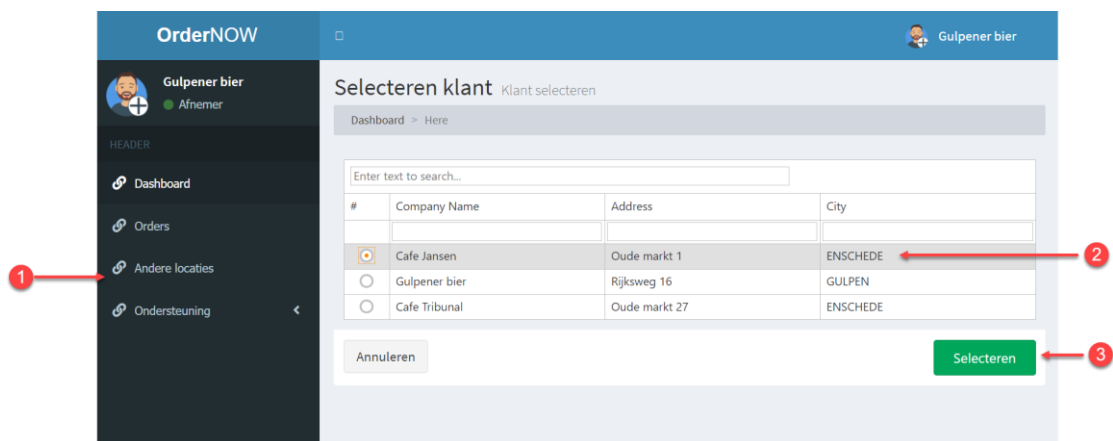 OrderNOW
Gulpener bier
Gulpener bier
Afnemer
HEADER
Dashboard
Orders
Andere locaties
Ondersteuning
1
Selecteren klant Klant selecteren
Dashboard > Here
Enter text to search...
# Company Name Address City
Cafe Jansen Oude markt 1 ENSCHEDE
2
Gulpener bier Rijksweg 16 GULPEN
Cafe Tribunal Oude markt 27 ENSCHEDE
Annuleren Selecteren
3